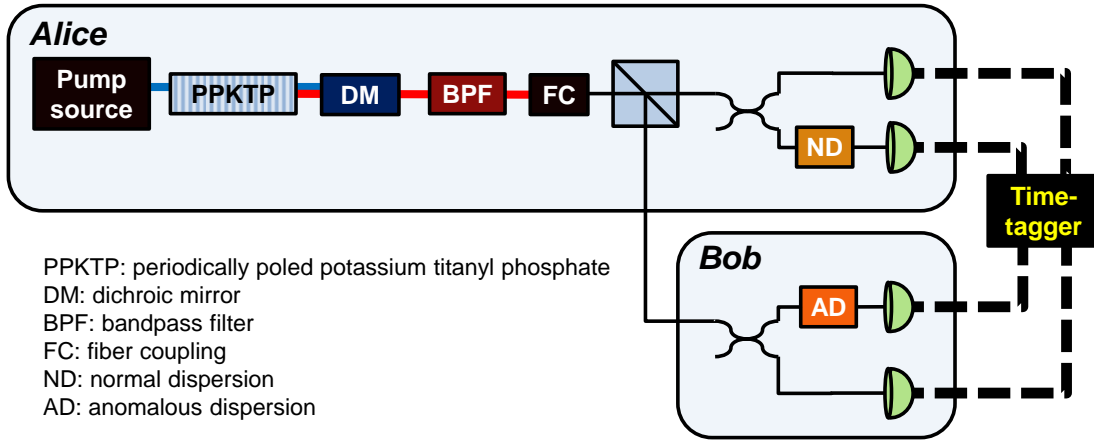 Alice
Pump
source
PPKTP
DM
BPF
FC
ND
Time-
tagger
Bob
AD
PPKTP: periodically poled potassium titanyl phosphate
DM: dichroic mirror
BPF: bandpass filter
FC: fiber coupling
ND: normal dispersion
AD: anomalous dispersion